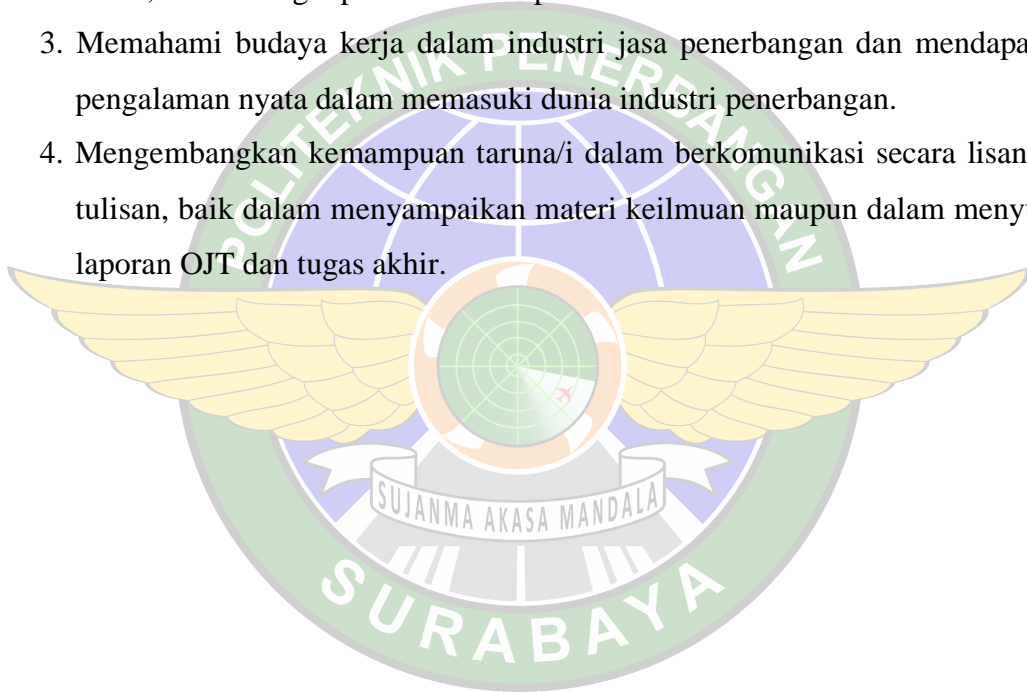 3. Memahami budaya kerja dalam industri jasa penerbangan dan
pengalaman nyata dalam memasuki dunia industri penerbangan.
4. Mengembangkan kemampuan taruna/i dalam berkomunikasi secara lisan
tulisan, baik dalam menyampaikan materi keilmuan maupun dalam
laporan OJT dan tugas akhir.
POLITEKNIK PENERBANGAN
SUJANMA AKASA MANDALA
SURABAYA